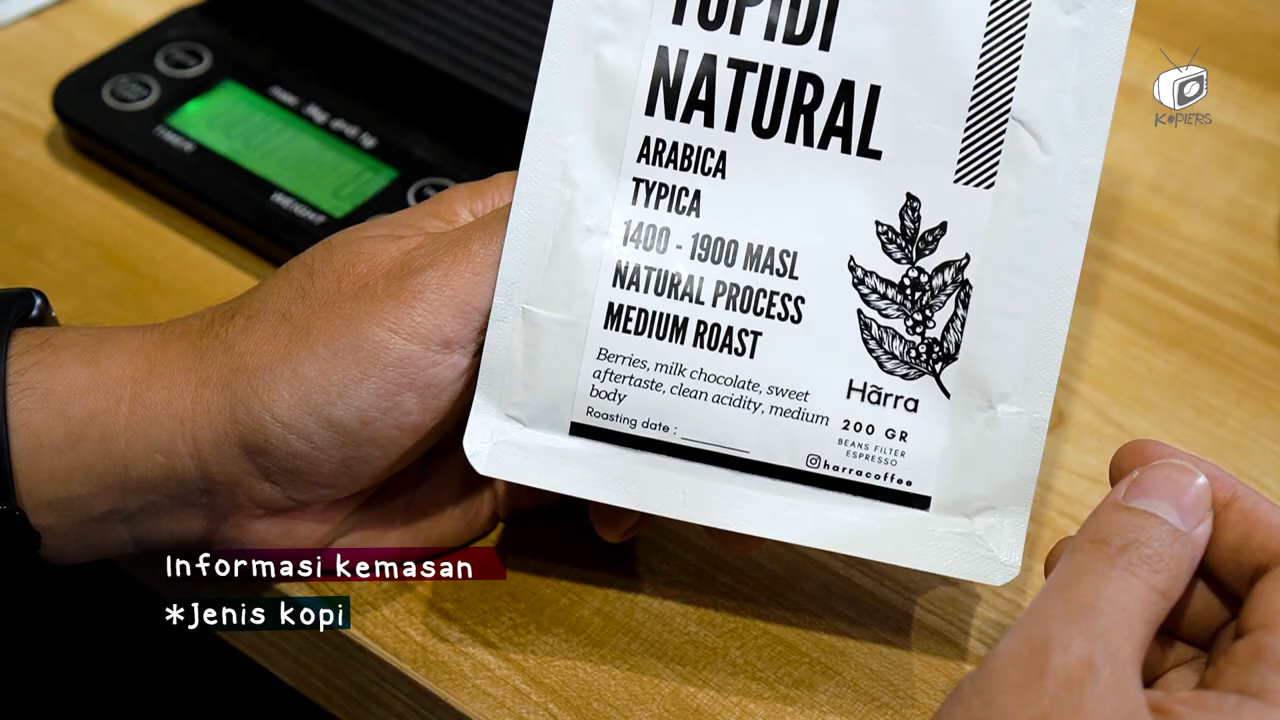 TOPIDI
NATURAL
ARABICA
TYPICA
1400 - 1900 MASL
NATURAL PROCESS
MEDIUM ROAST
Berries, milk chocolate, sweet
aftertaste, clean acidity, medium
body
Roasting date :
Hãrra
200 GR
BEANS FILTER
ESPRESSO
harracoffee
KOPIERS
TIMER
WEIGHT
Informasi kemasan
*Jenis kopi